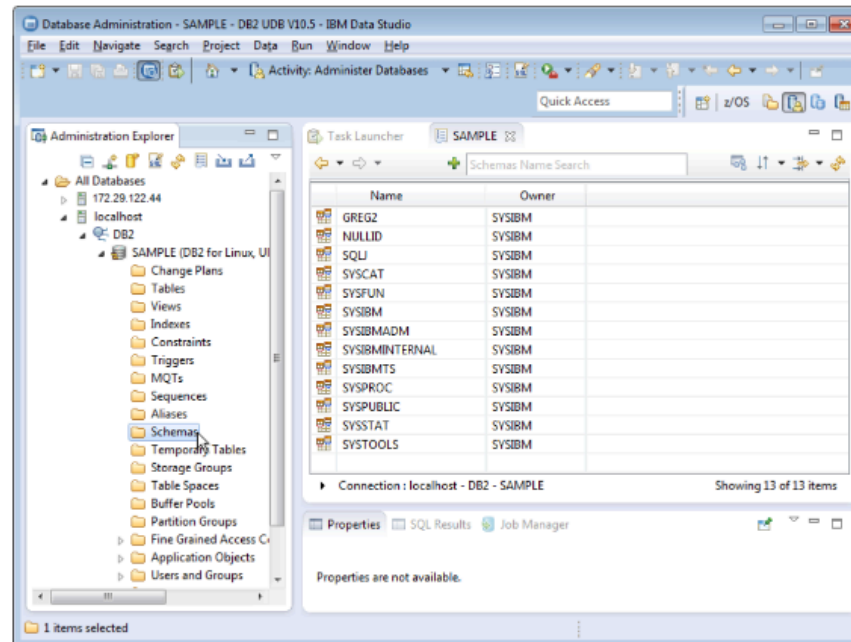 Database Administration - SAMPLE - DB2 UDB V10.5 - IBM Data Studio
File Edit Navigate Search Project Data Run Window Help
Activity: Administer Databases
Quick Access
z/OS
Administration Explorer
All Databases
172.29.122.44
localhost
DB2
SAMPLE (DB2 for Linux, UI
Change Plans
Tables
Views
Indexes
Constraints
Triggers
MQTs
Sequences
Aliases
Schemas
Temporary Tables
Storage Groups
Table Spaces
Buffer Pools
Partition Groups
Fine Grained Access C
Application Objects
Users and Groups
Task Launcher SAMPLE
Schemas Name Search
Name Owner
GREG2 SYSIBM
NULLID SYSIBM
SQLJ SYSIBM
SYSCAT SYSIBM
SYSFUN SYSIBM
SYSIBM SYSIBM
SYSIBMADM SYSIBM
SYSIBMINTERNAL SYSIBM
SYSIBMTS SYSIBM
SYSPROC SYSIBM
SYSPUBLIC SYSIBM
SYSSTAT SYSIBM
SYSTOOLS SYSIBM
Connection : localhost - DB2 - SAMPLE Showing 13 of 13 items
Properties SQL Results Job Manager
Properties are not available.
1 items selected